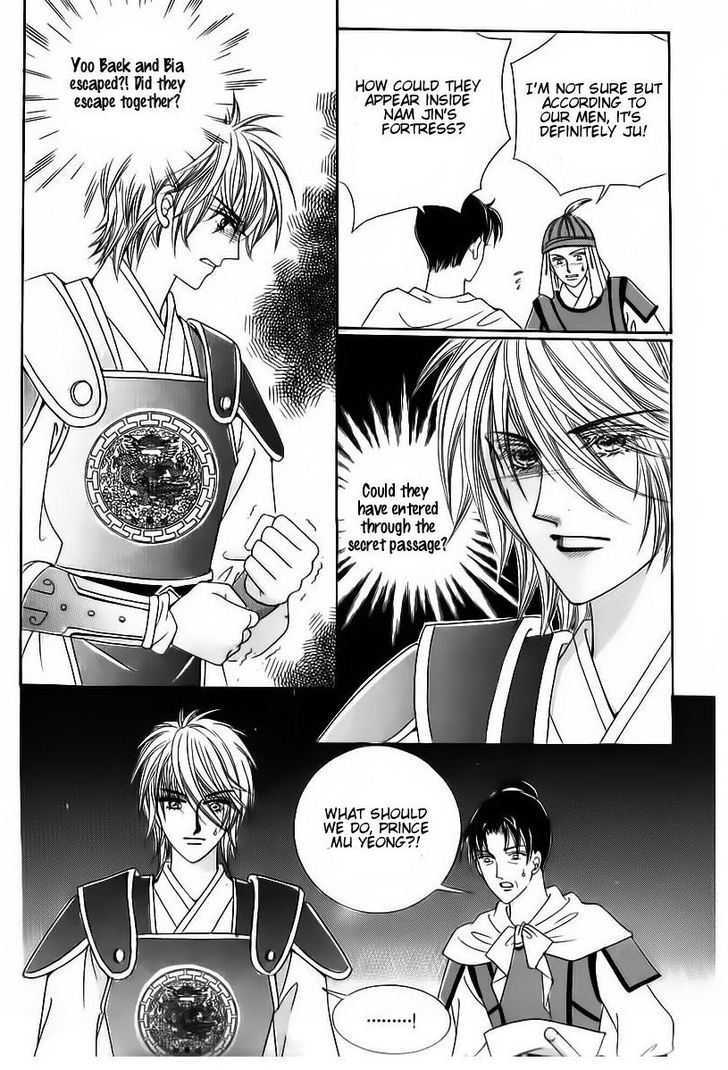 Yoo Baek and Bia
escaped?! Did they
escape together?
HOW COULD THEY
APPEAR INSIDE
NAM JIN'S
FORTRESS?
I'M NOT SURE BUT
ACCORDING TO
OUR MEN, IT'S
DEFINITELY JU!
Could they
have entered
through the
secret passage?
WHAT SHOULD
WE DO, PRINCE
MU YEONG?!
·········!